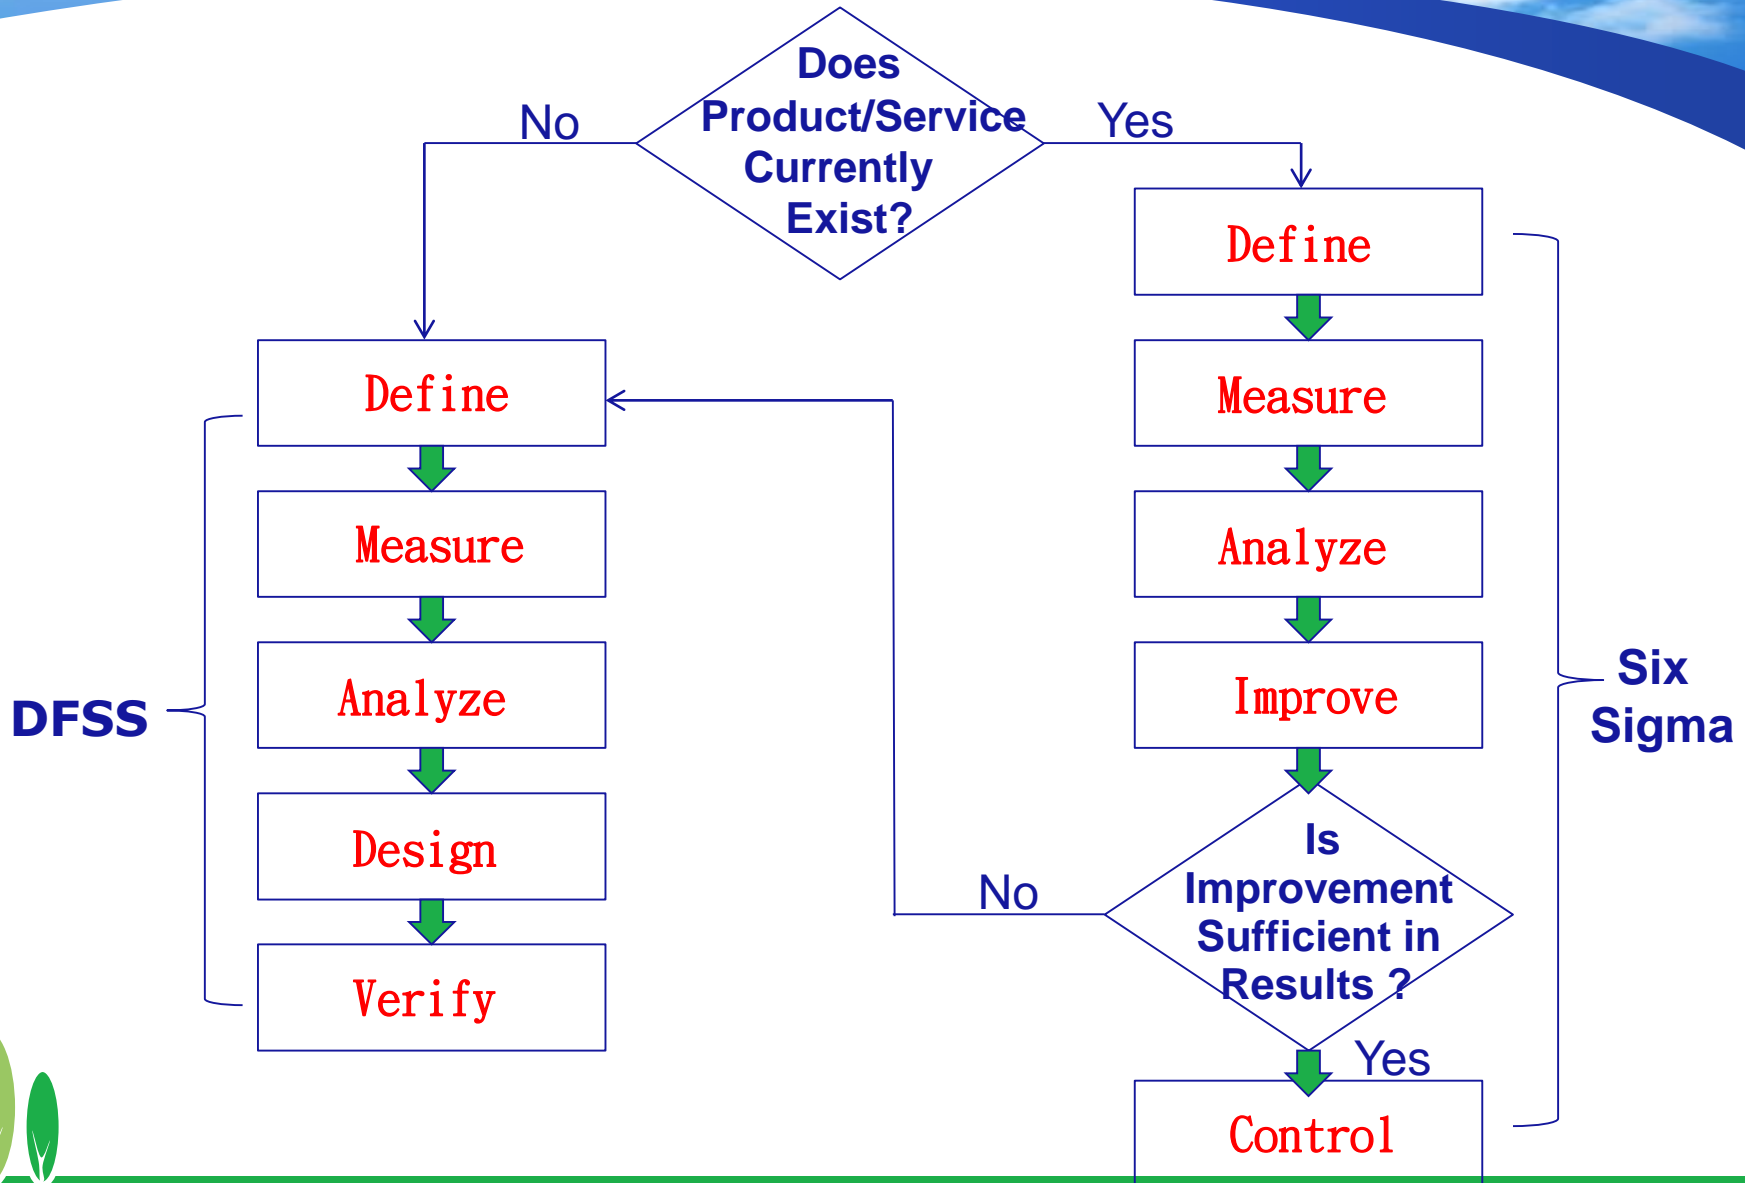 Does
Product/Service
Currently
Exist?
No
Yes
Define
Measure
Analyze
Design
Verify
DFSS
Define
Measure
Analyze
Improve
Is
Improvement
Sufficient in
Results ?
No
Yes
Control
Six
Sigma